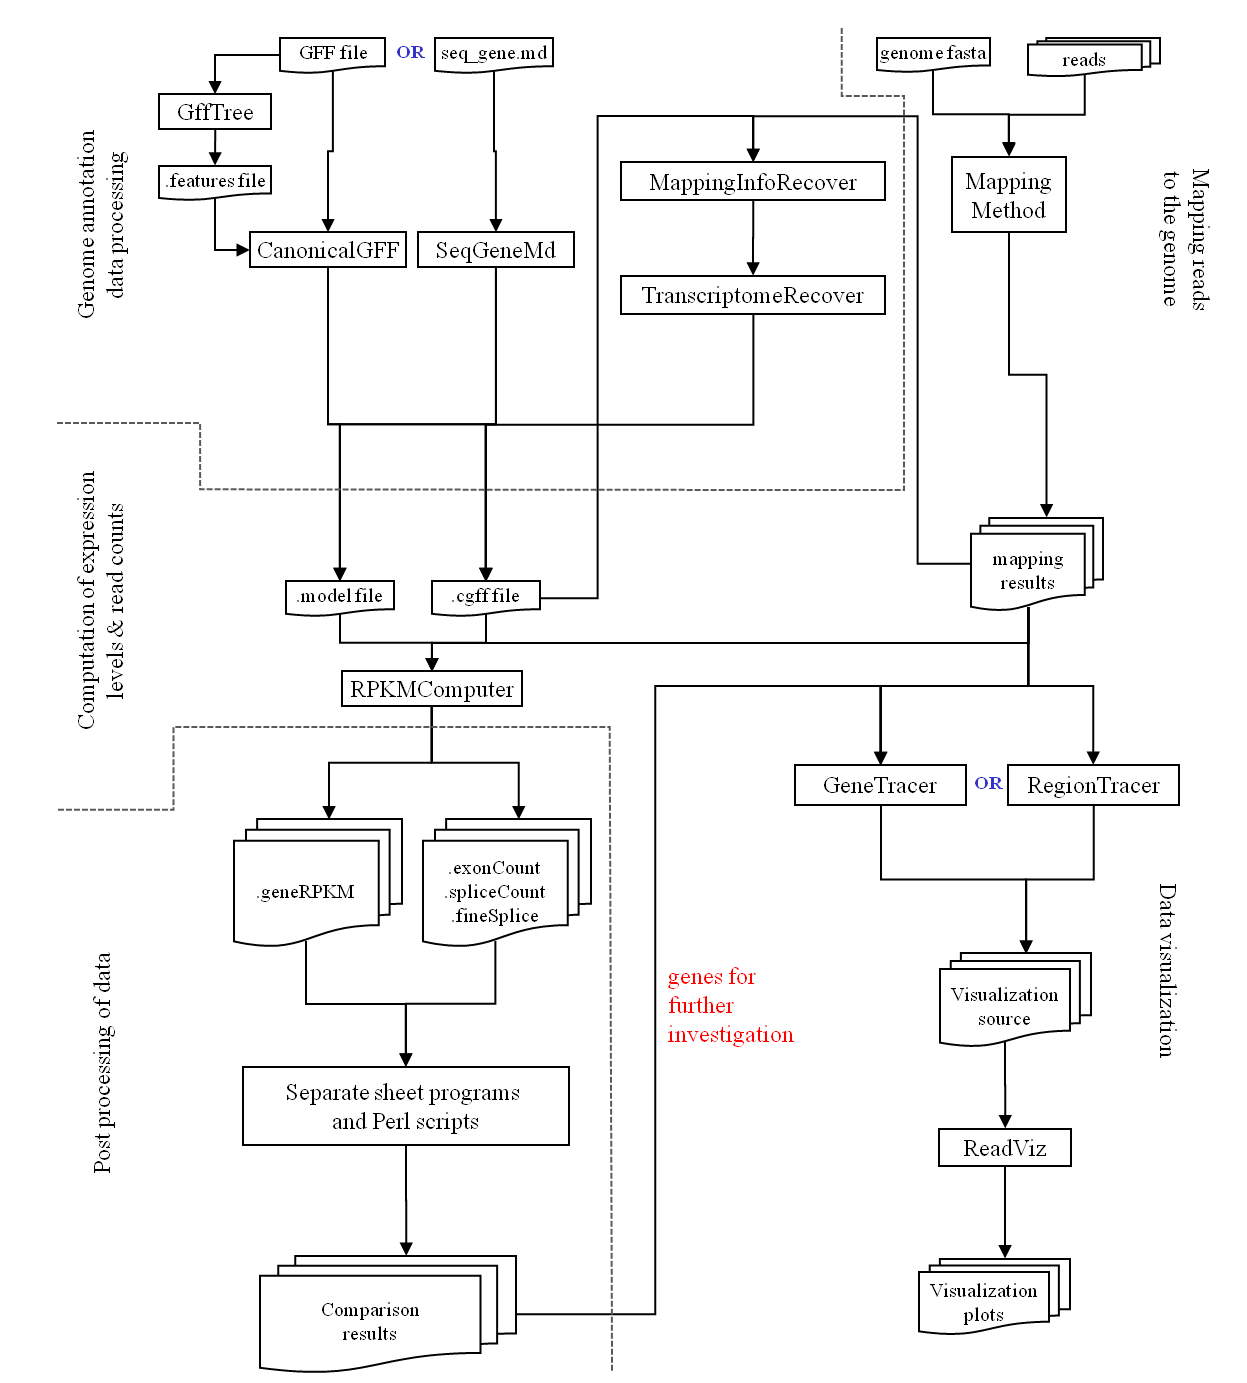 GFF file
OR
seq_gene.md
genome fasta
reads
GffTree
.features file
CanonicalGFF
SeqGeneMd
MappingInfoRecover
TranscriptomeRecover
Mapping
Method
Genome annotation
data processing
Mapping reads
to the genome
mapping
results
.model file
.cgff file
Computation of expression
levels & read counts
RPKMComputer
GeneTracer
OR
RegionTracer
.geneRPKM
.exonCount
.spliceCount
.fineSplice
genes for
further
investigation
Visualization
source
Data visualization
Post processing of data
Separate sheet programs
and Perl scripts
ReadViz
Comparison
results
Visualization
plots